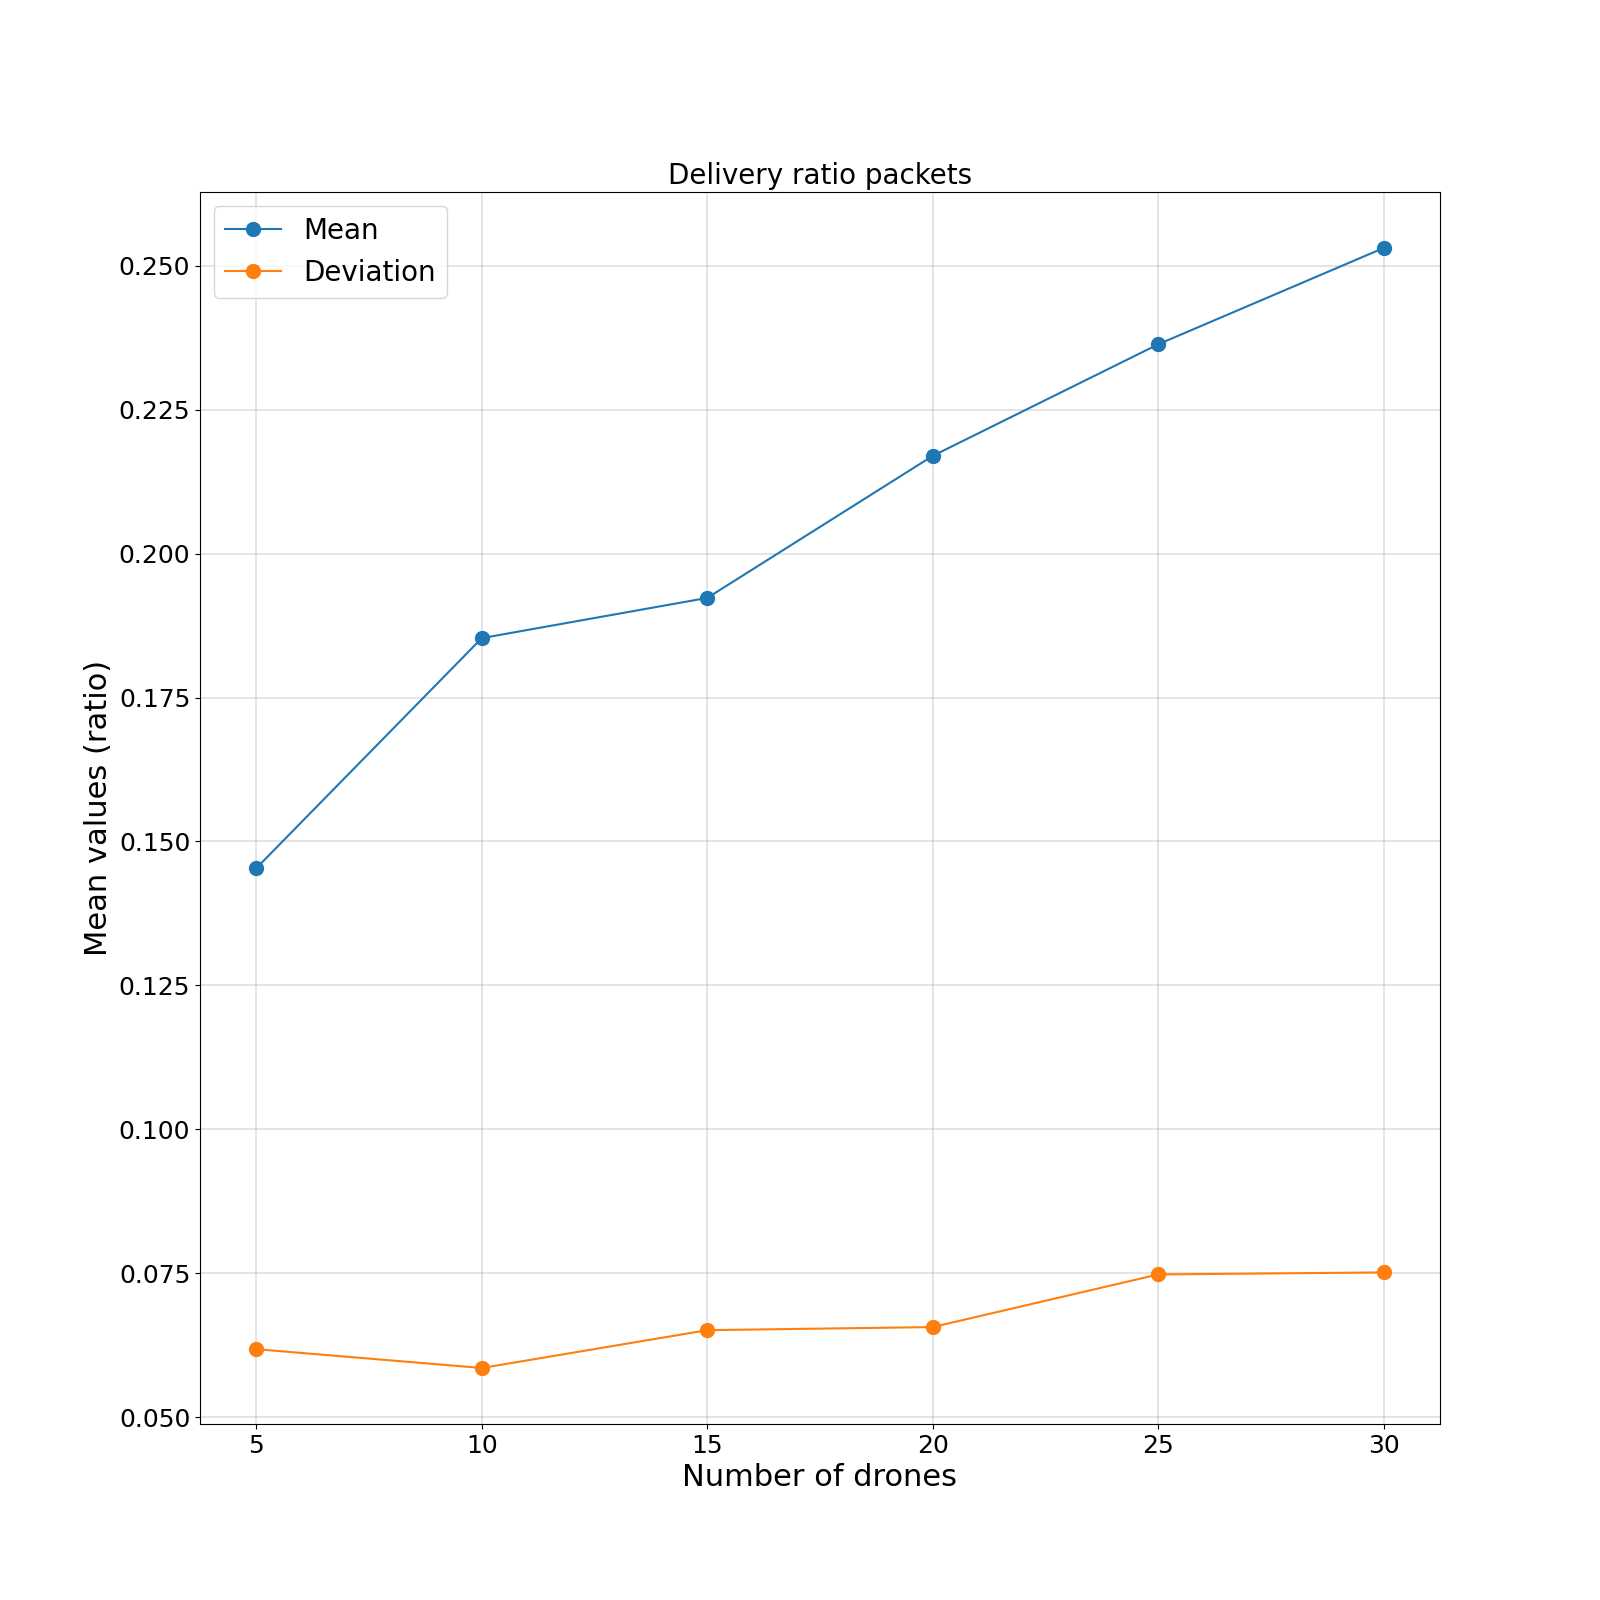 Delivery ratio packets
Mean
Deviation
Mean values (ratio)
0.250
0.225
0.200
0.175
0.150
0.125
0.100
0.075
0.050
5 10 15 20 25 30
Number of drones